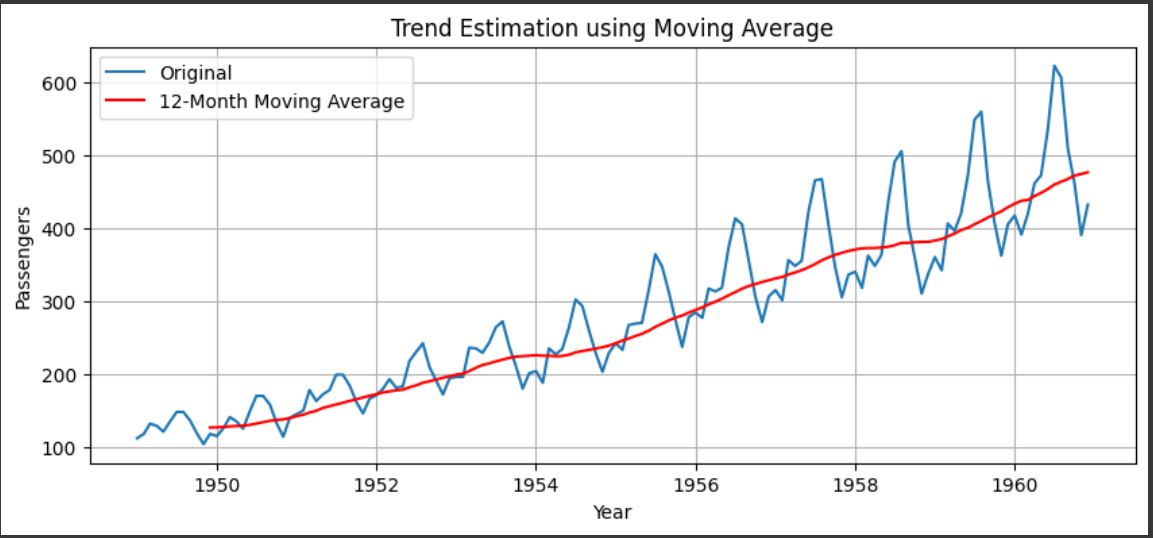 Trend Estimation using Moving Average
Original
12-Month Moving Average
600
500
400
300
200
100
Passengers
1950 1952 1954 1956 1958 1960
Year